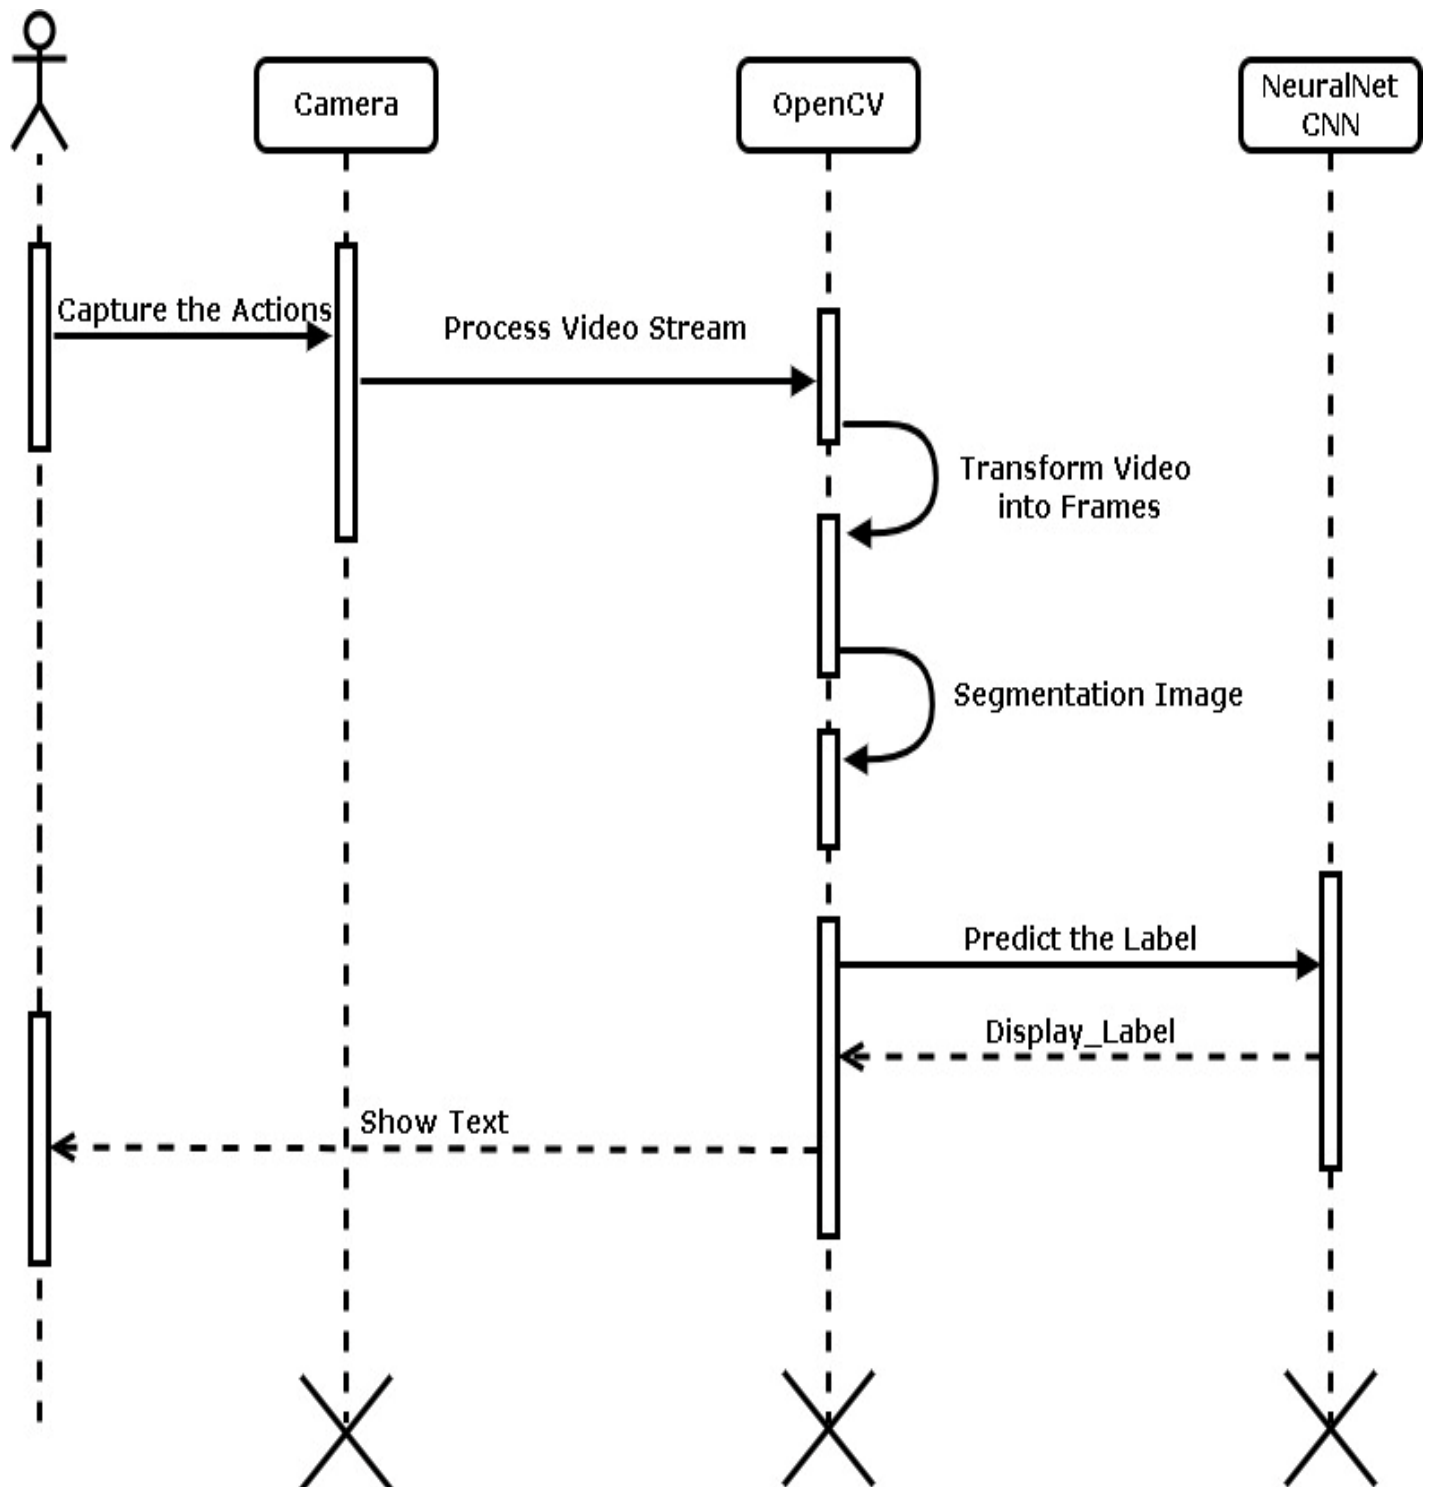 Camera
OpenCV
NeuralNet
CNN
Capture the Actions
Process Video Stream
Transform Video
into Frames
Segmentation Image
Predict the Label
Display_Label
Show Text